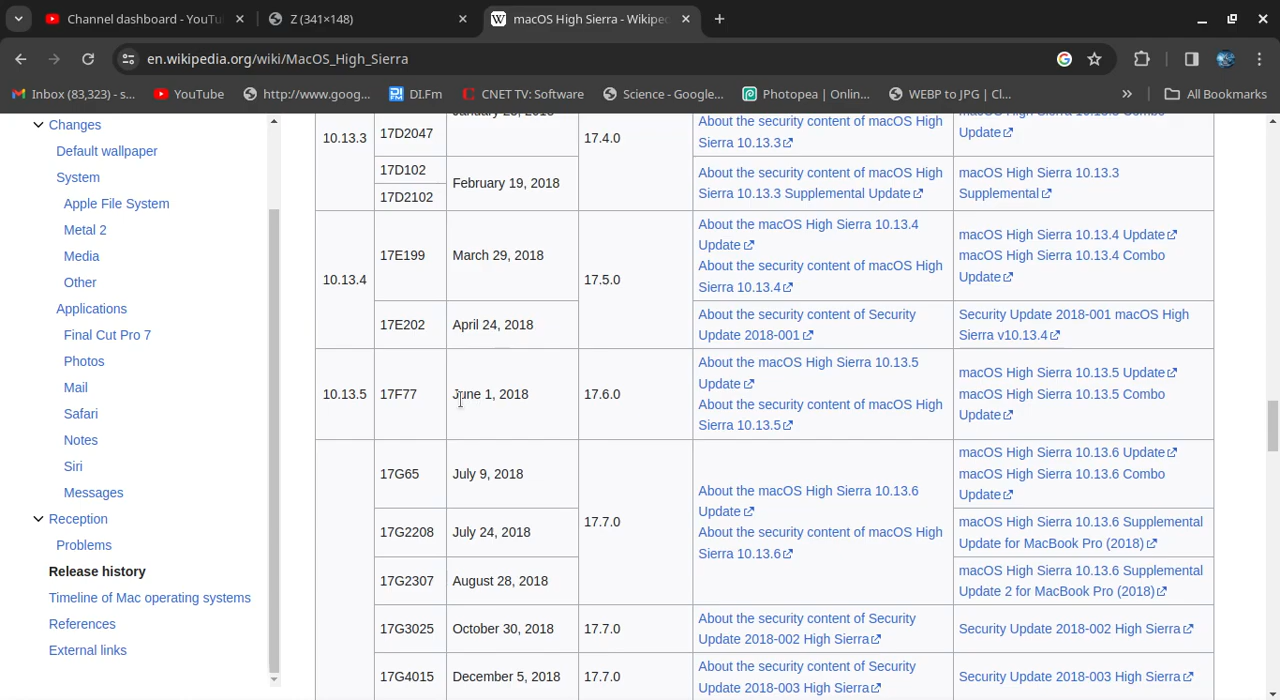 Channel dashboard - YouTu
Z (341×148)
macOS High Sierra - Wikiped
en.wikipedia.org/wiki/MacOS_High_Sierra
Inbox (83,323) - s...
YouTube
http://www.goog...
DI.Fm
CNET TV: Software
Science - Google...
Photopea | Onlin...
WEBP to JPG | Cl...
»
All Bookmarks
Changes
Default wallpaper
System
Apple File System
Metal 2
Media
Other
Applications
Final Cut Pro 7
Photos
Mail
Safari
Notes
Siri
Messages
Reception
Problems
Release history
Timeline of Mac operating systems
References
External links
10.13.3
17D2047
17.4.0
About the security content of macOS High
Sierra 10.13.3
Update
17D102
17D2102
February 19, 2018
About the security content of macOS High
Sierra 10.13.3 Supplemental Update
macOS High Sierra 10.13.3
Supplemental
10.13.4
17E199
March 29, 2018
17.5.0
About the macOS High Sierra 10.13.4
Update
About the security content of macOS High
Sierra 10.13.4
macOS High Sierra 10.13.4 Update
macOS High Sierra 10.13.4 Combo
Update
17E202
April 24, 2018
About the security content of Security
Update 2018-001
Security Update 2018-001 macOS High
Sierra v10.13.4
10.13.5
17F77
June 1, 2018
17.6.0
About the macOS High Sierra 10.13.5
Update
About the security content of macOS High
Sierra 10.13.5
macOS High Sierra 10.13.5 Update
macOS High Sierra 10.13.5 Combo
Update
17G65
July 9, 2018
17.7.0
About the macOS High Sierra 10.13.6
Update
About the security content of macOS High
Sierra 10.13.6
macOS High Sierra 10.13.6 Update
macOS High Sierra 10.13.6 Combo
Update
17G2208
July 24, 2018
macOS High Sierra 10.13.6 Supplemental
Update for MacBook Pro (2018)
17G2307
August 28, 2018
macOS High Sierra 10.13.6 Supplemental
Update 2 for MacBook Pro (2018)
17G3025
October 30, 2018
17.7.0
About the security content of Security
Update 2018-002 High Sierra
Security Update 2018-002 High Sierra
17G4015
December 5, 2018
17.7.0
About the security content of Security
Update 2018-003 High Sierra
Security Update 2018-003 High Sierra